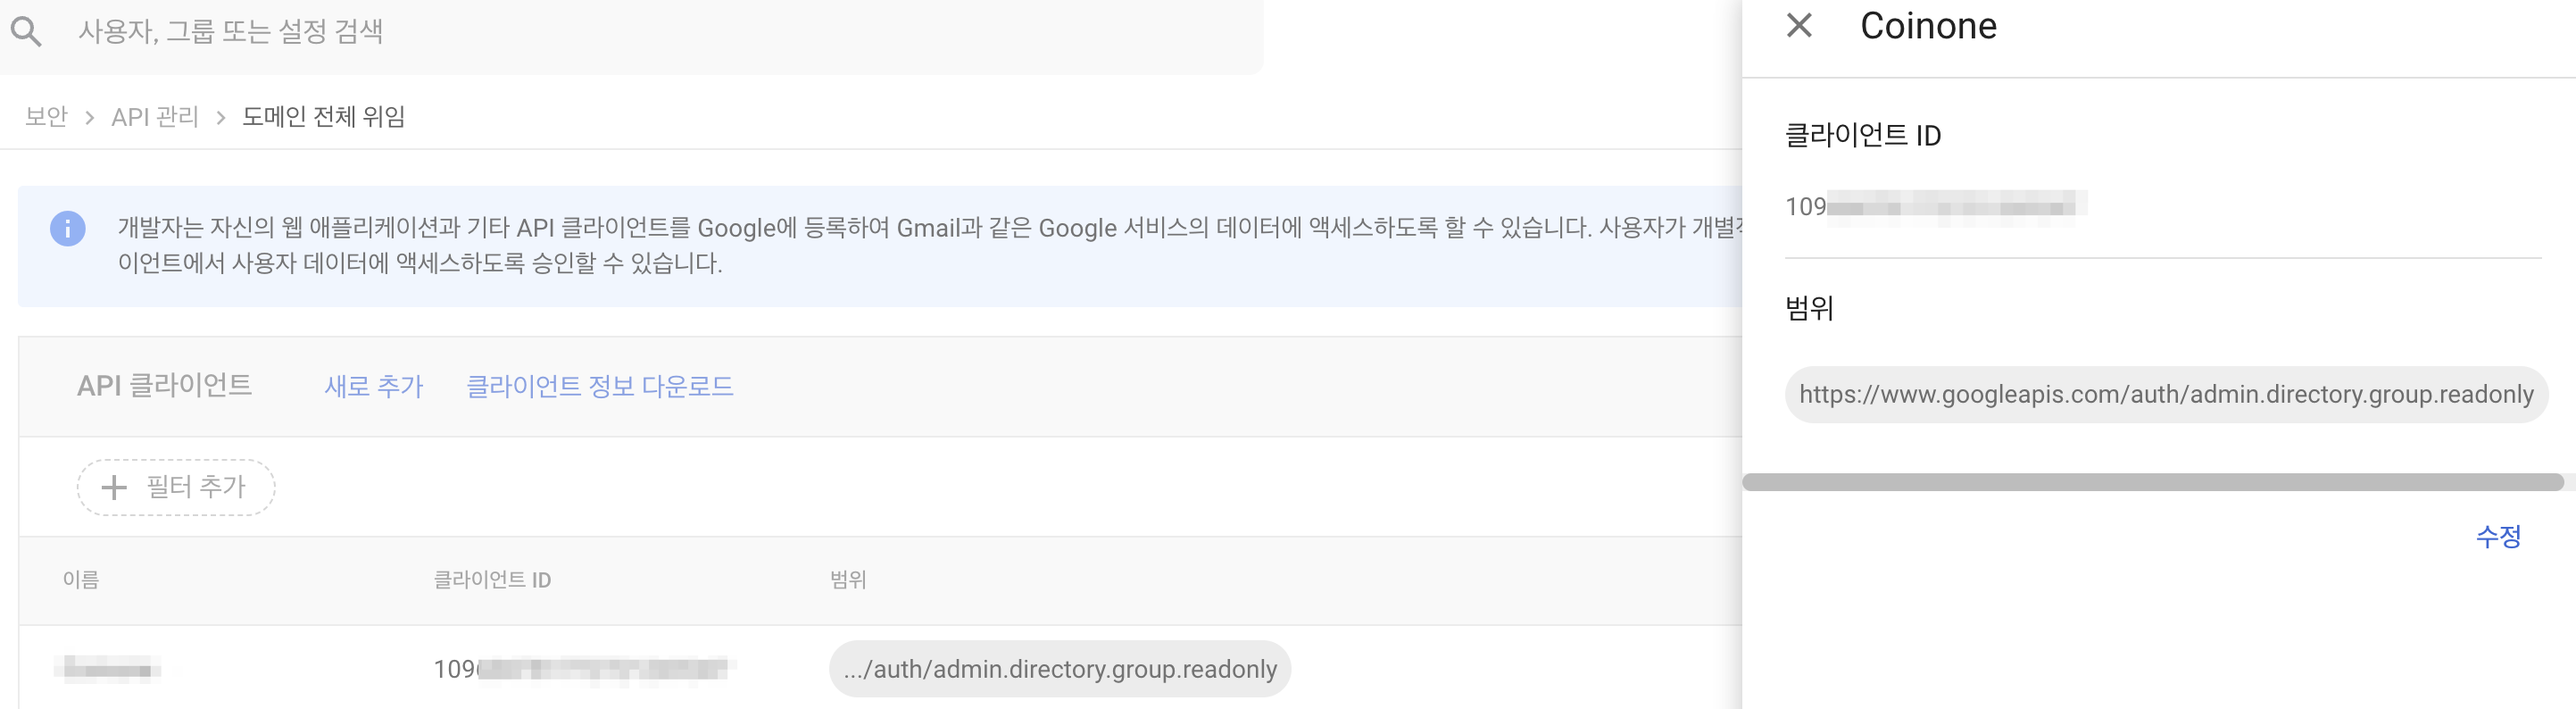 사용자, 그룹 또는 설정 검색
보안 > API 관리 > 도메인 전체 위임
개발자는 자신의 웹 애플리케이션과 기타 API 클라이언트를 Google에 등록하여 Gmail과 같은 Google 서비스의 데이터에 액세스하도록 할 수 있습니다. 사용자가
이언트에서 사용자 데이터에 액세스하도록 승인할 수 있습니다.
API 클라이언트 새로 추가 클라이언트 정보 다운로드
필터 추가
이름 클라이언트 ID 범위
109 .../auth/admin.directory.group.readonly
Coinone
클라이언트 ID
109
범위
https://www.googleapis.com/auth/admin.directory.group.readonly
수정